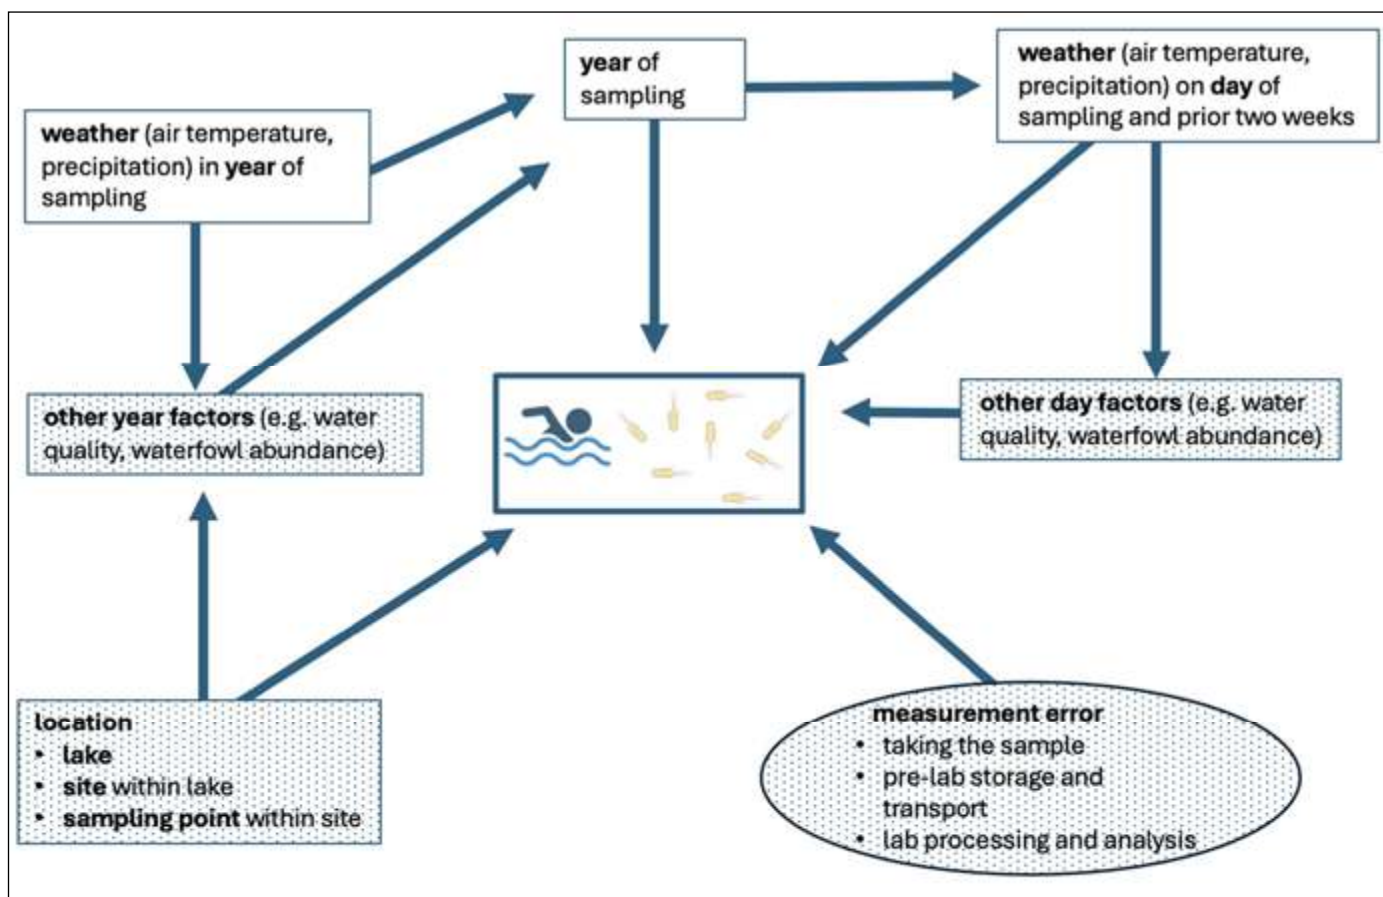 year of
sampling
weather (air temperature,
precipitation) on day of
sampling and prior two weeks
weather (air temperature,
precipitation) in year of
sampling
other year factors (e.g. water
quality, waterfowl abundance)
other day factors (e.g. water
quality, waterfowl abundance)
location
• lake
• site within lake
• sampling point within site
measurement error
• taking the sample
• pre-lab storage and
transport
• lab processing and analysis